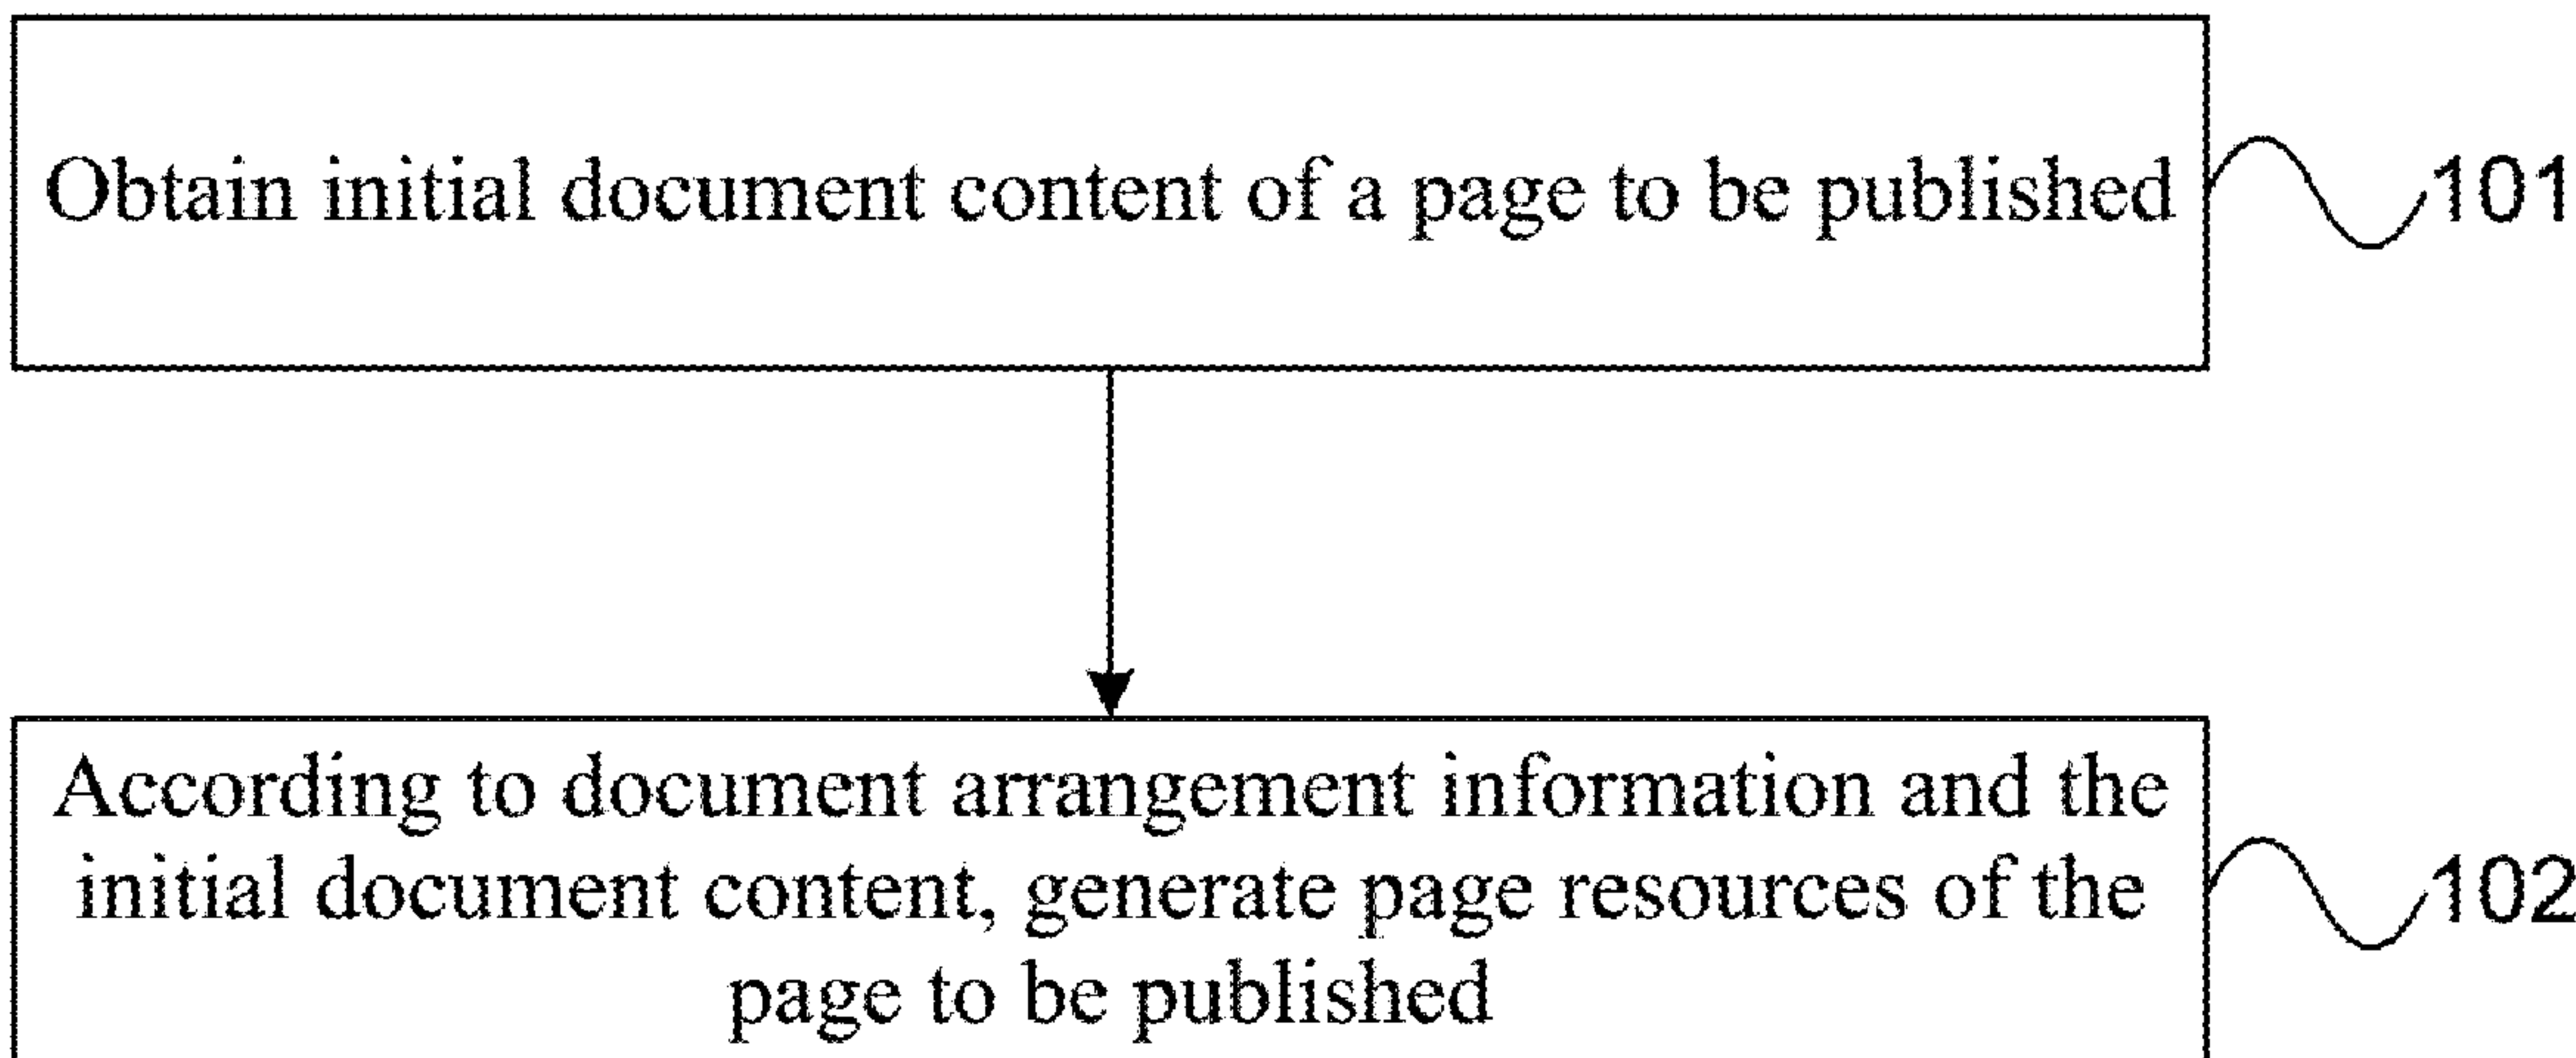 Obtain initial document content of a page to be published
101
According to document arrangement information and the
initial document content, generate page resources of the
page to be published
102